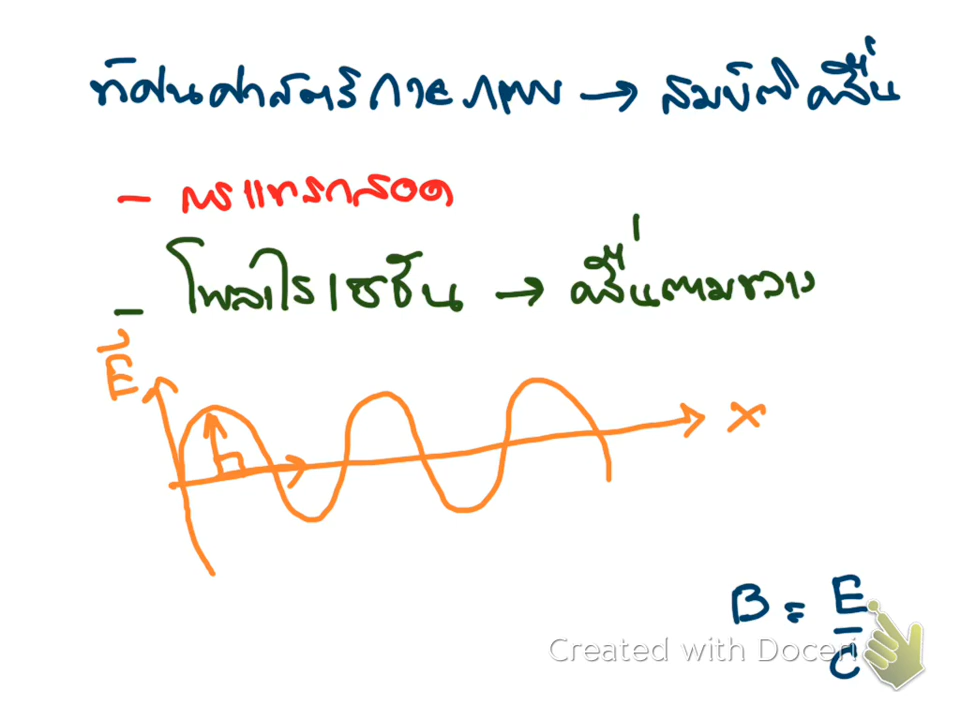 ทัศนศาสตร์กายภาพ → สมบัติคลื่น
- การแทรกสอด
- โพลาไรเซชัน → คลื่นตามขวาง
E
x
B = E/C
Created with Doceri